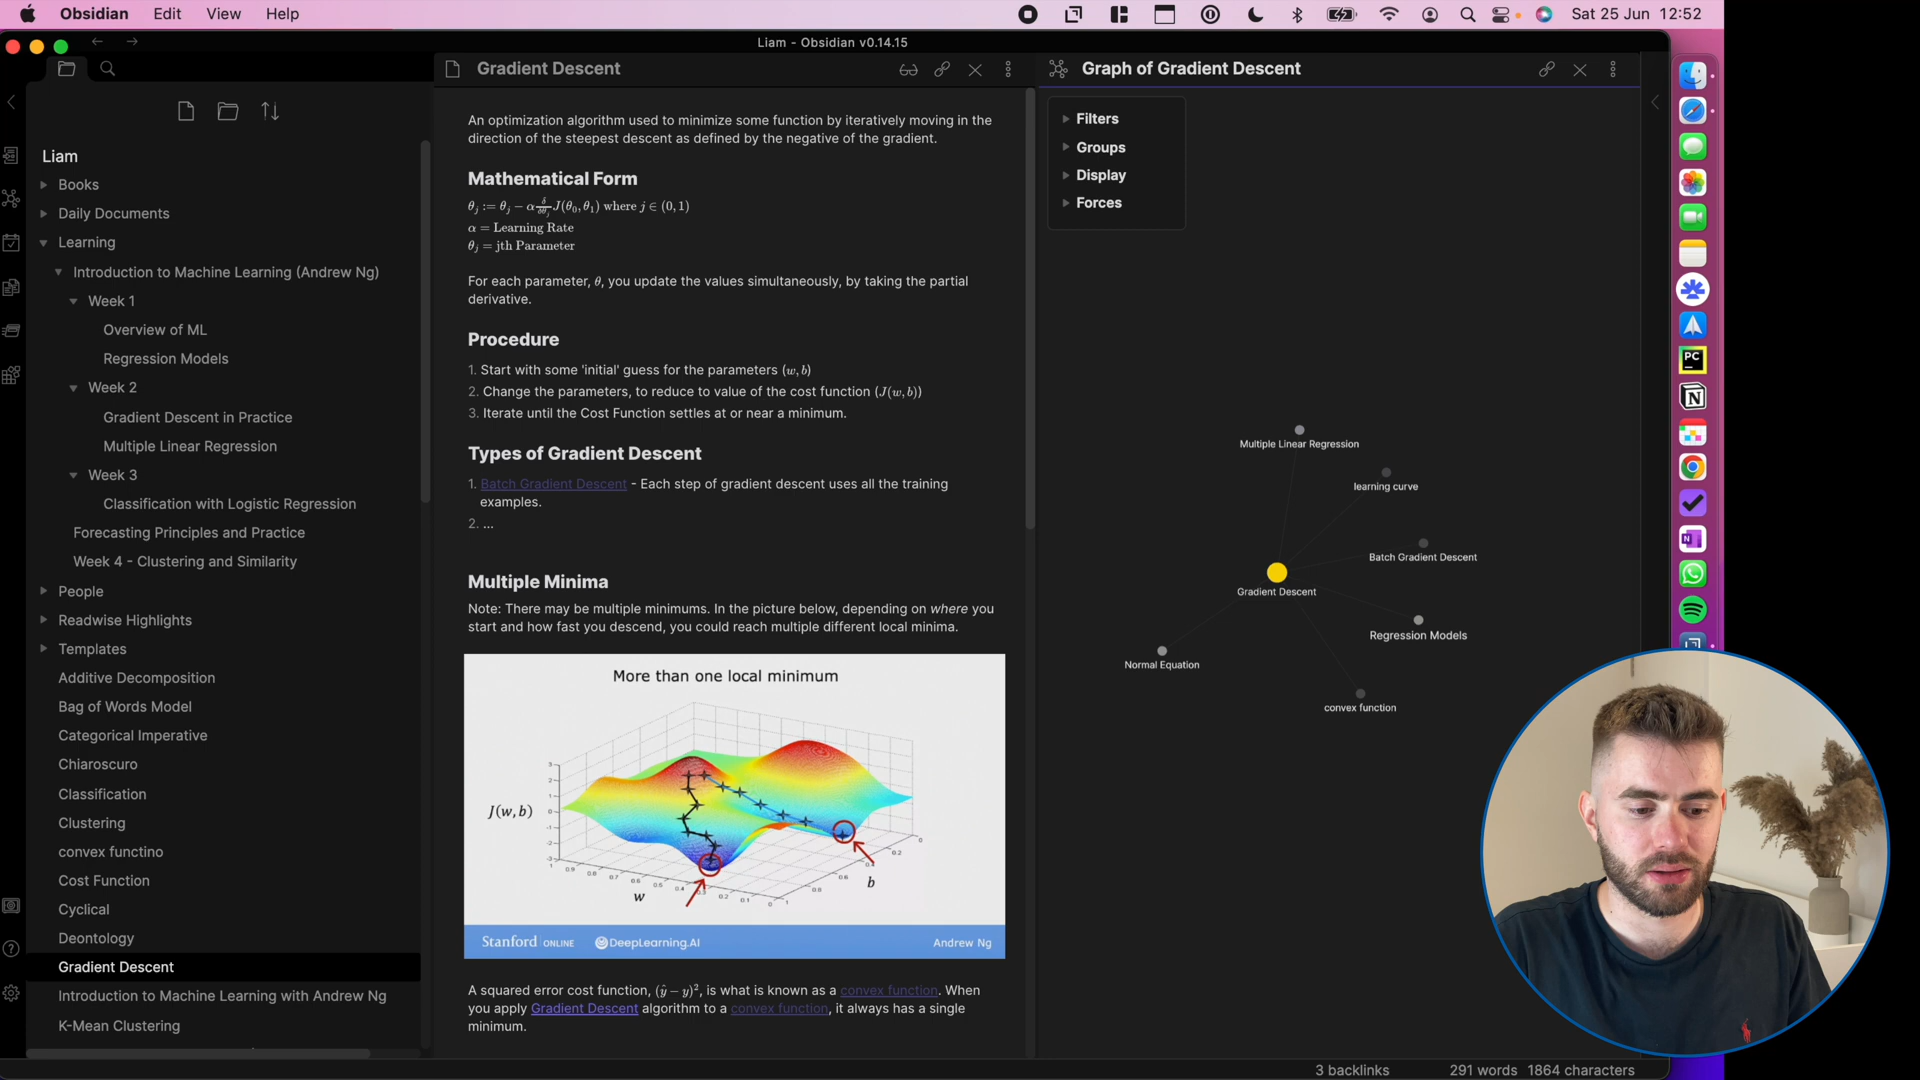 Obsidian Edit View Help
Sat 25 Jun 12:52
Liam - Obsidian v0.14.15
Gradient Descent
Graph of Gradient Descent
Liam
Books
Daily Documents
Learning
Introduction to Machine Learning (Andrew Ng)
Week 1
Overview of ML
Regression Models
Week 2
Gradient Descent in Practice
Multiple Linear Regression
Week 3
Classification with Logistic Regression
Forecasting Principles and Practice
Week 4 - Clustering and Similarity
People
Readwise Highlights
Templates
Additive Decomposition
Bag of Words Model
Categorical Imperative
Chiaroscuro
Classification
Clustering
convex functino
Cost Function
Cyclical
Deontology
Gradient Descent
Introduction to Machine Learning with Andrew Ng
K-Mean Clustering
An optimization algorithm used to minimize some function by iteratively moving in the
direction of the steepest descent as defined by the negative of the gradient.
Mathematical Form
θj := θj − α δ/δθj J(θ0, θ1) where j ∈ (0, 1)
α = Learning Rate
θj = jth Parameter
For each parameter, θ, you update the values simultaneously, by taking the partial
derivative.
Procedure
1. Start with some 'initial' guess for the parameters (w, b)
2. Change the parameters, to reduce to value of the cost function (J(w, b))
3. Iterate until the Cost Function settles at or near a minimum.
Types of Gradient Descent
1. Batch Gradient Descent - Each step of gradient descent uses all the training
examples.
2. ...
Multiple Minima
Note: There may be multiple minimums. In the picture below, depending on where you
start and how fast you descend, you could reach multiple different local minima.
More than one local minimum
J(w, b)
w
b
Stanford ONLINE DeepLearning.AI Andrew Ng
A squared error cost function, (ŷ − y)², is what is known as a convex function. When
you apply Gradient Descent algorithm to a convex function, it always has a single
minimum.
Filters
Groups
Display
Forces
Multiple Linear Regression
learning curve
Batch Gradient Descent
Gradient Descent
Regression Models
Normal Equation
convex function
PC
3 backlinks 291 words 1864 characters